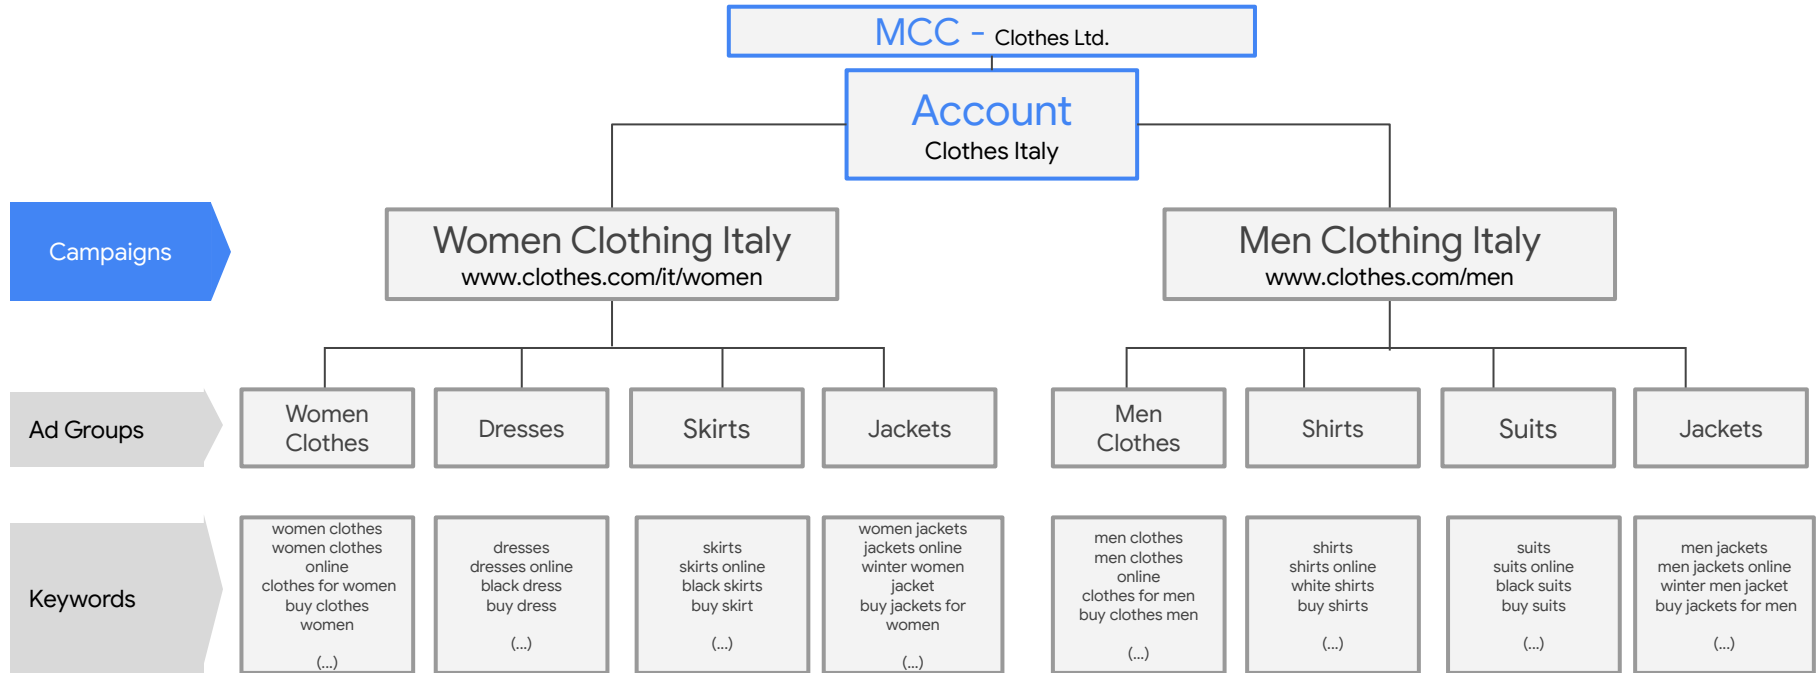 MCC - Clothes Ltd.
Account
Clothes Italy
Campaigns
Women Clothing Italy
www.clothes.com/it/women
Men Clothing Italy
www.clothes.com/men
Ad Groups
Women
Clothes
Dresses
Skirts
Jackets
Men
Clothes
Shirts
Suits
Jackets
Keywords
women clothes
women clothes
online
clothes for women
buy clothes
women
(...)
dresses
dresses online
black dress
buy dress
(...)
skirts
skirts online
black skirts
buy skirt
(...)
women jackets
jackets online
winter women
jacket
buy jackets for
women
(...)
men clothes
men clothes
online
clothes for men
buy clothes men
(...)
shirts
shirts online
white shirts
buy shirts
(...)
suits
suits online
black suits
buy suits
(...)
men jackets
men jackets online
winter men jacket
buy jackets for men
(...)